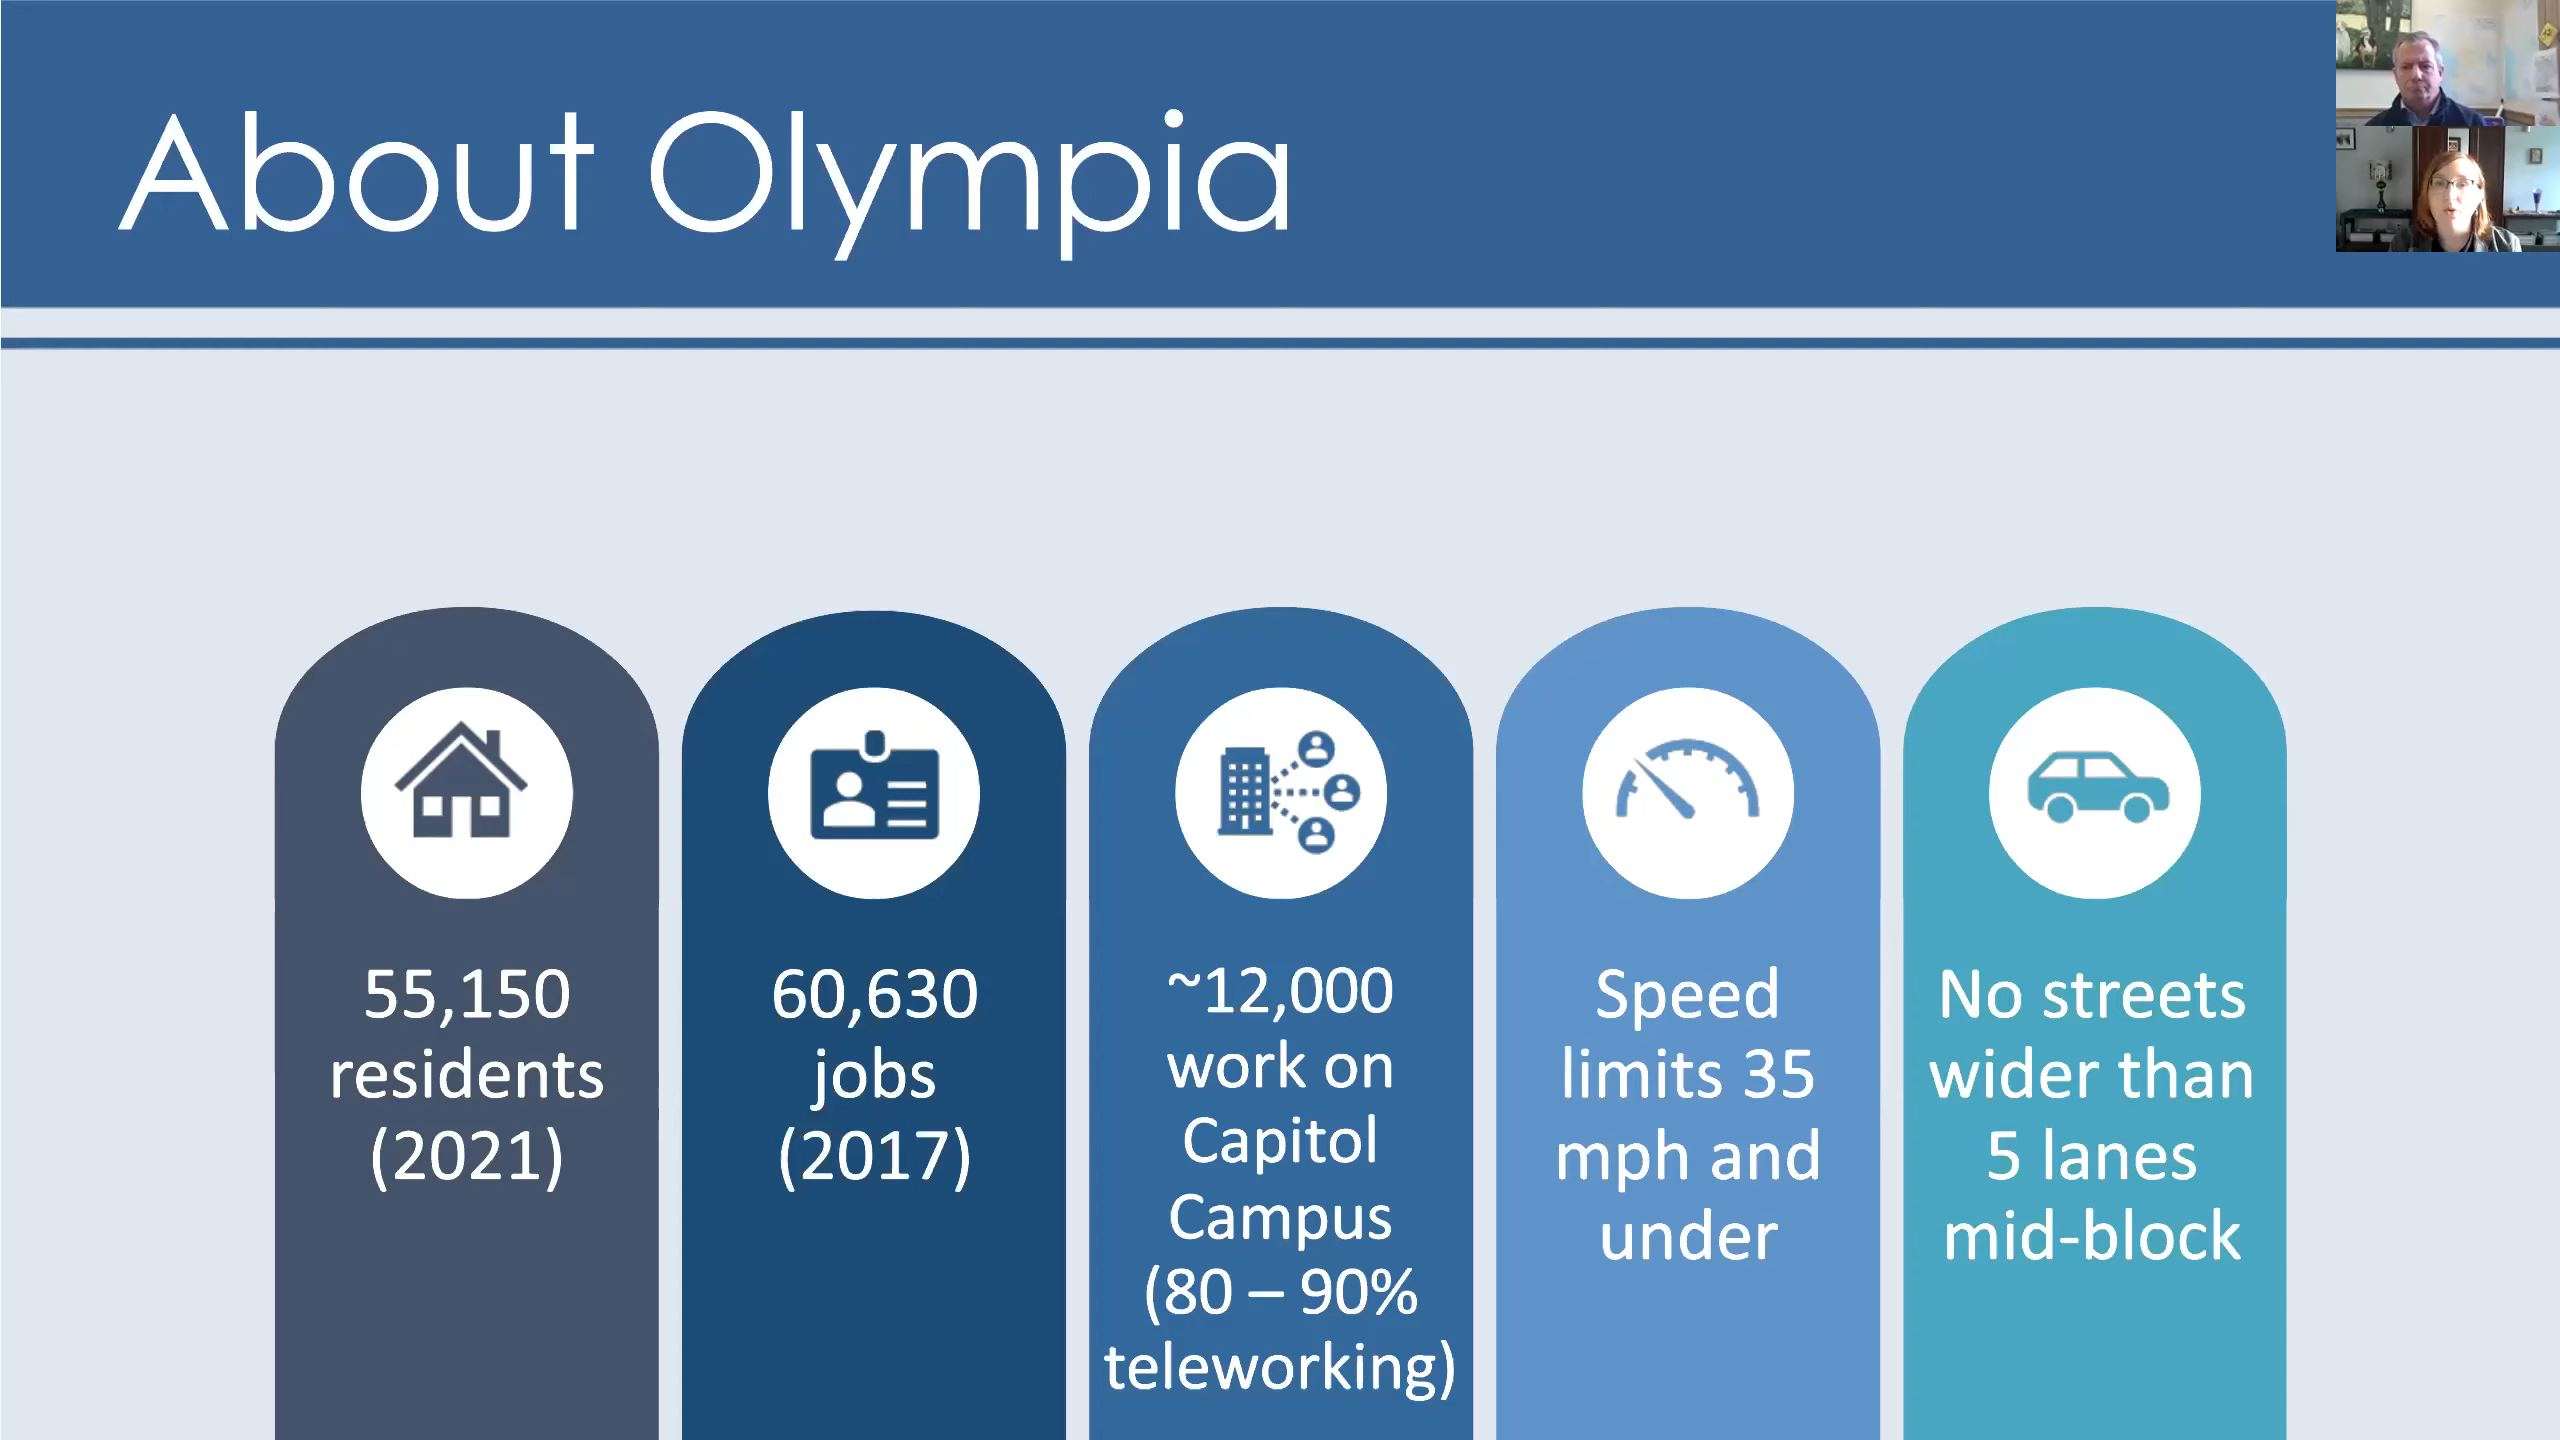 About Olympia
55,150
residents
(2021)
60,630
jobs
(2017)
~12,000
work on
Capitol
Campus
(80 – 90%
teleworking)
Speed
limits 35
mph and
under
No streets
wider than
5 lanes
mid-block